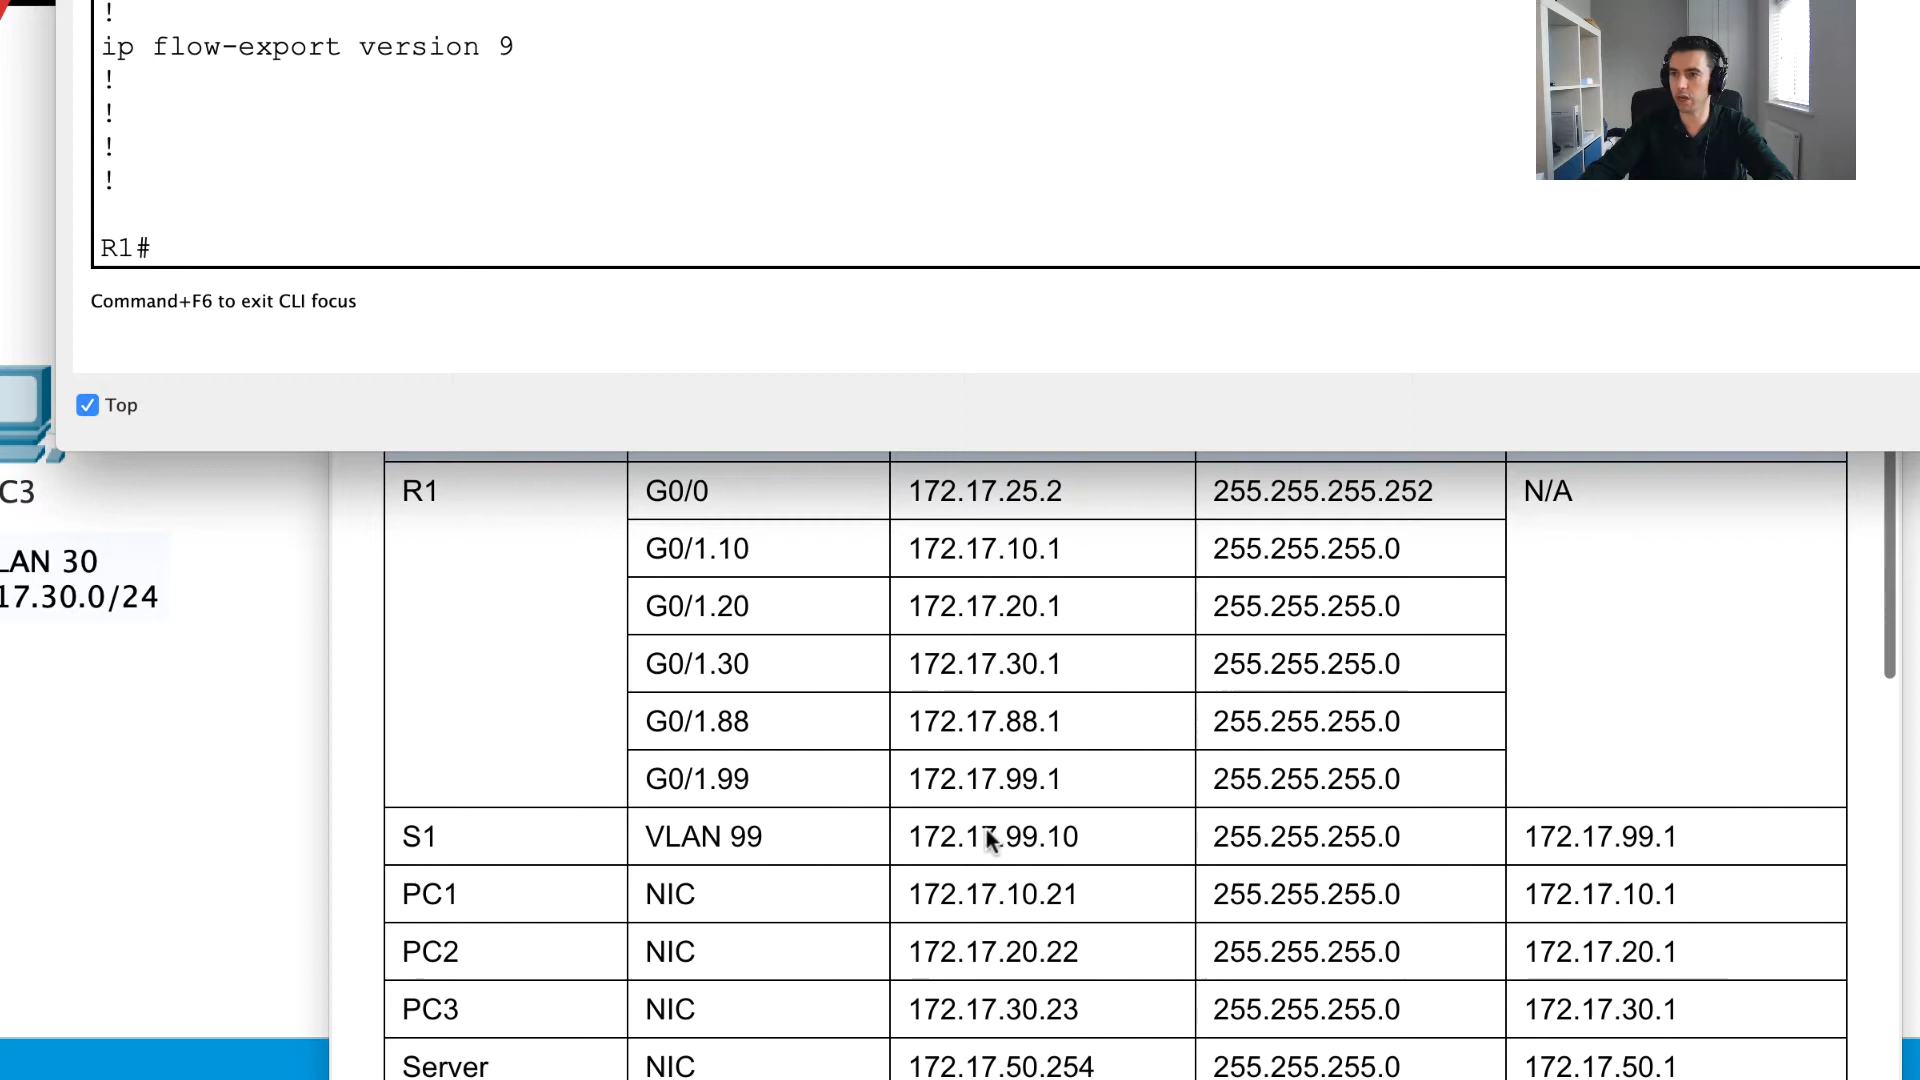 !
ip flow-export version 9
!
!
!
!
R1#
Command+F6 to exit CLI focus
Top
C3
LAN 30
17.30.0/24
R1 G0/0 172.17.25.2 255.255.255.252 N/A
G0/1.10 172.17.10.1 255.255.255.0
G0/1.20 172.17.20.1 255.255.255.0
G0/1.30 172.17.30.1 255.255.255.0
G0/1.88 172.17.88.1 255.255.255.0
G0/1.99 172.17.99.1 255.255.255.0
S1 VLAN 99 172.17.99.10 255.255.255.0 172.17.99.1
PC1 NIC 172.17.10.21 255.255.255.0 172.17.10.1
PC2 NIC 172.17.20.22 255.255.255.0 172.17.20.1
PC3 NIC 172.17.30.23 255.255.255.0 172.17.30.1
Server NIC 172.17.50.254 255.255.255.0 172.17.50.1